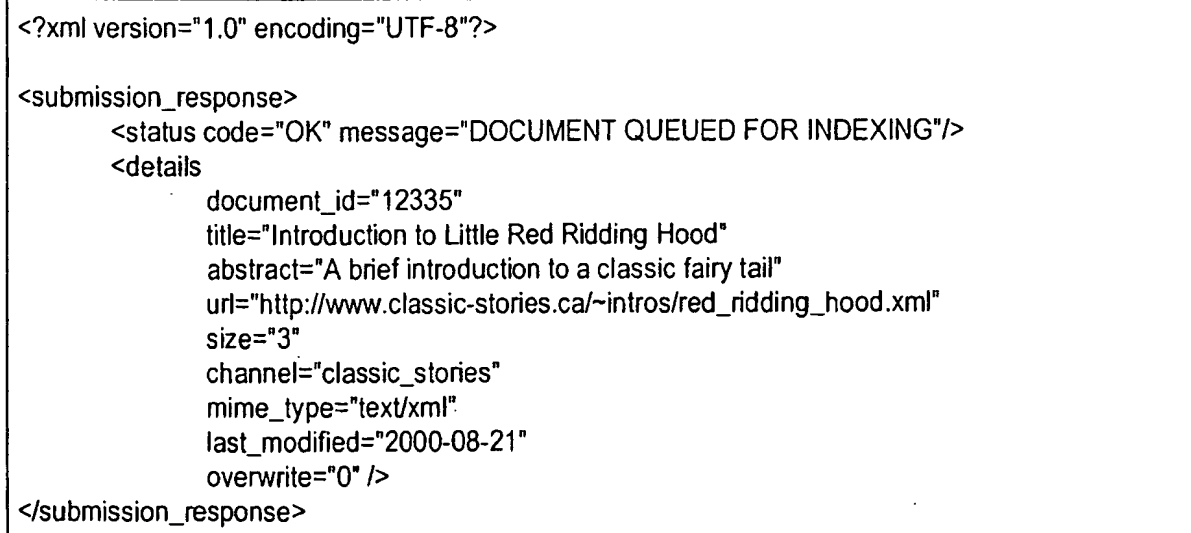 <?xml version="1.0" encoding="UTF-8"?>
<submission_response>
<status code="OK" message="DOCUMENT QUEUED FOR INDEXING"/>
<details
document_id="12335"
title="Introduction to Little Red Ridding Hood"
abstract="A brief introduction to a classic fairy tail"
url="http://www.classic-stories.ca/~intros/red_ridding_hood.xml"
size="3"
channel="classic_stories"
mime_type="text/xml"
last_modified="2000-08-21"
overwrite="0" />
</submission_response>